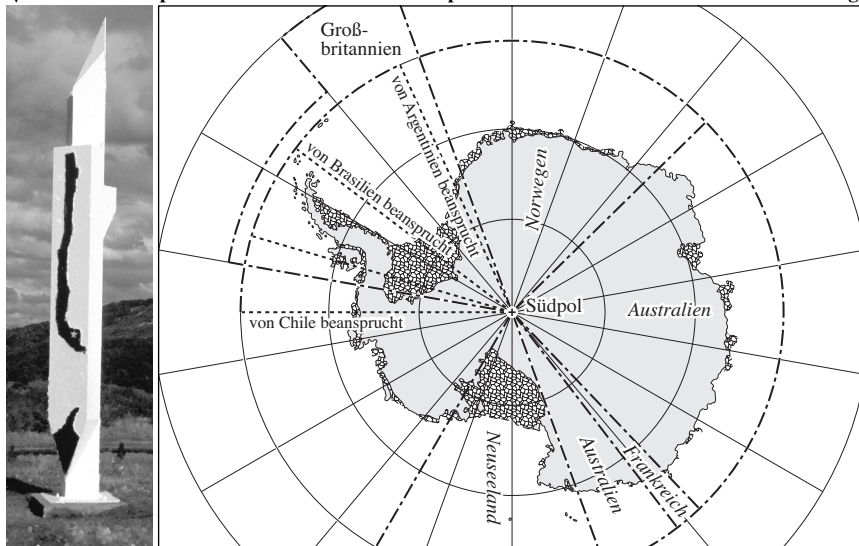 Groß-
britannien
von Argentinien beansprucht
von Brasilien beansprucht
Norwegen
Südpol
von Chile beansprucht
Australien
Neuseeland
Australien
Frankreich